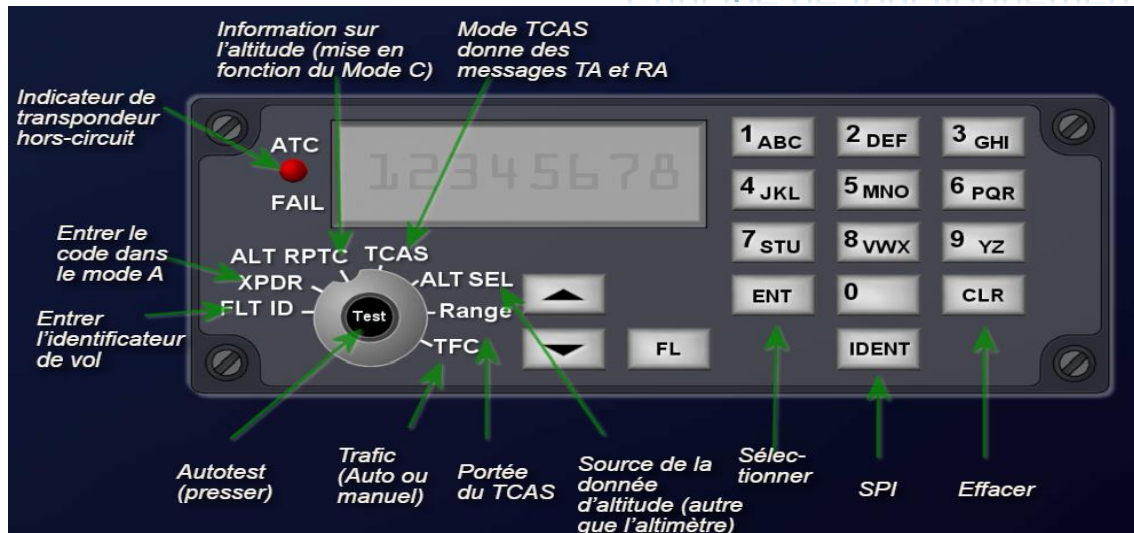 Information sur
l'altitude (mise en
fonction du Mode C)
Mode TCAS
donne des
messages TA et RA
Indicateur de
transpondeur
hors-circuit
ATC
FAIL
12345678
1 ABC
2 DEF
3 GHI
4 JKL
5 MNO
6 PQR
7 STU
8 VWX
9 YZ
ENT
0
CLR
IDENT
Entrer le
code dans
le mode A
Entrer
l'identificateur
de vol
ALT RPTC
TCAS
XPDR
ALT SEL
FLT ID
Test
Range
TFC
FL
Autotest
(presser)
Trafic
(Auto ou
manuel)
Portée
du TCAS
Source de la
donnée
d'altitude (autre
que l'altimètre)
Sélec-
tionner
SPI
Effacer